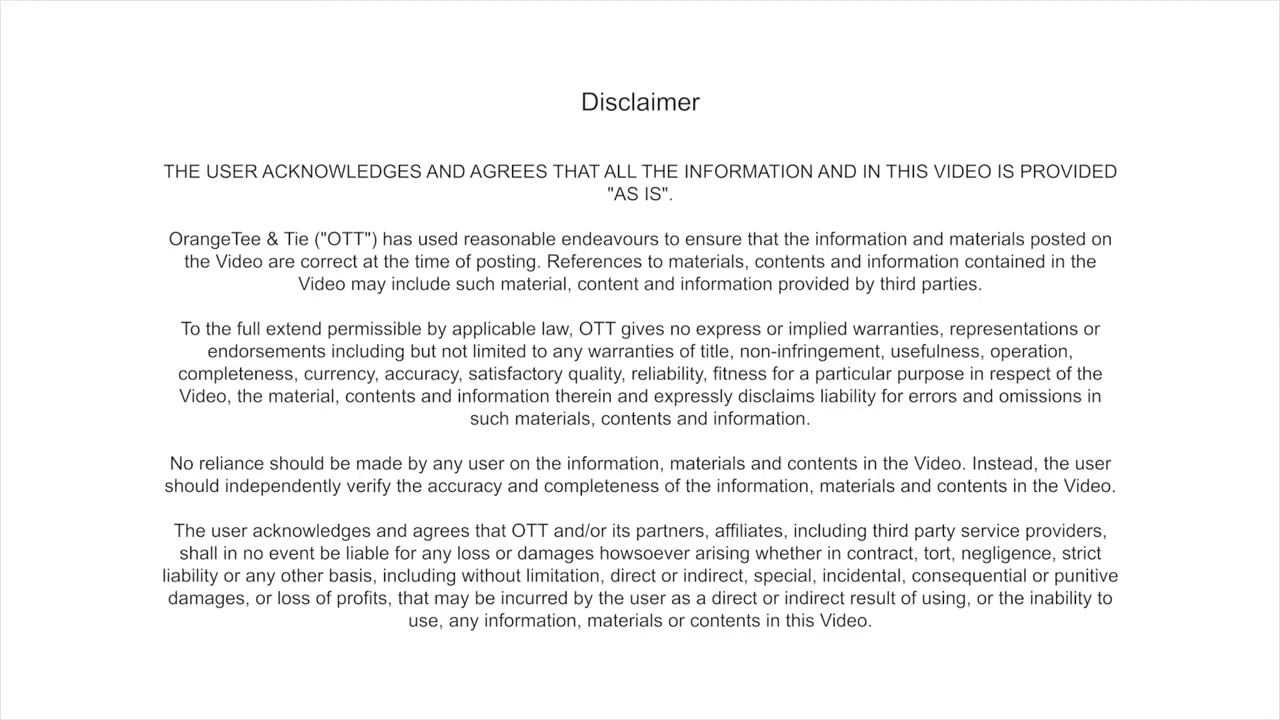 Disclaimer
THE USER ACKNOWLEDGES AND AGREES THAT ALL THE INFORMATION AND IN THIS VIDEO IS PROVIDED
"AS IS".
OrangeTee & Tie ("OTT") has used reasonable endeavours to ensure that the information and materials posted on
the Video are correct at the time of posting. References to materials, contents and information contained in the
Video may include such material, content and information provided by third parties.
To the full extend permissible by applicable law, OTT gives no express or implied warranties, representations or
endorsements including but not limited to any warranties of title, non-infringement, usefulness, operation,
completeness, currency, accuracy, satisfactory quality, reliability, fitness for a particular purpose in respect of the
Video, the material, contents and information therein and expressly disclaims liability for errors and omissions in
such materials, contents and information.
No reliance should be made by any user on the information, materials and contents in the Video. Instead, the user
should independently verify the accuracy and completeness of the information, materials and contents in the Video.
The user acknowledges and agrees that OTT and/or its partners, affiliates, including third party service providers,
shall in no event be liable for any loss or damages howsoever arising whether in contract, tort, negligence, strict
liability or any other basis, including without limitation, direct or indirect, special, incidental, consequential or punitive
damages, or loss of profits, that may be incurred by the user as a direct or indirect result of using, or the inability to
use, any information, materials or contents in this Video.